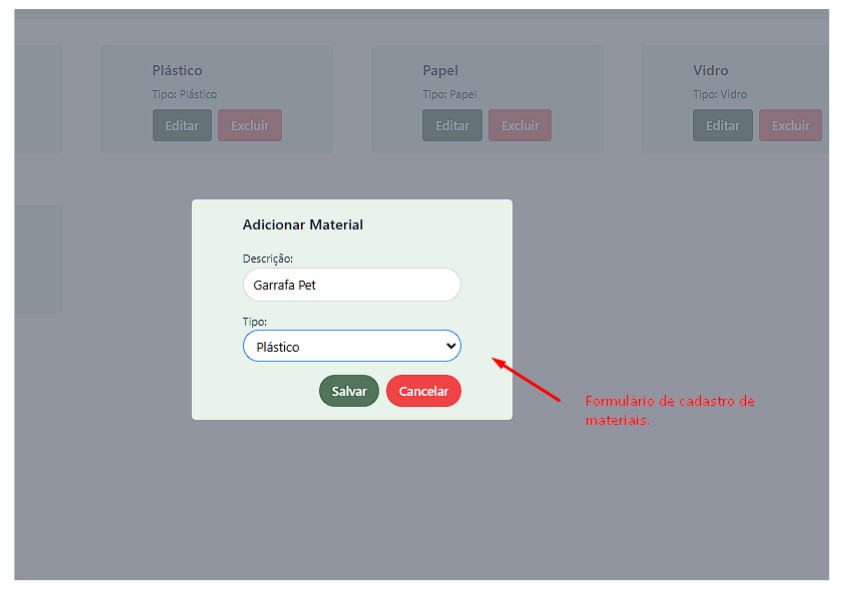 Plástico
Tipo: Plástico
Editar
Excluir
Papel
Tipo: Papel
Editar
Excluir
Vidro
Tipo: Vidro
Editar
Excluir
Adicionar Material
Descrição:
Garrafa Pet
Tipo:
Plástico
Salvar
Cancelar
Formulário de cadastro de
materiais.